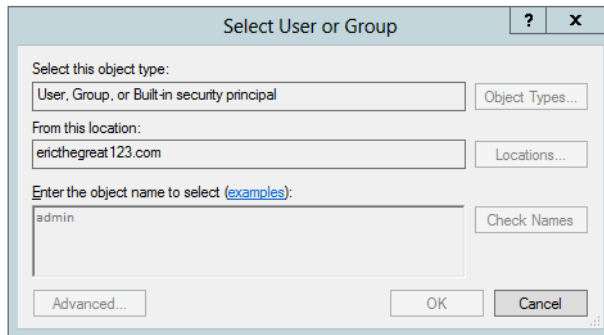 Select User or Group
? x
Select this object type:
User, Group, or Built-in security principal
Object Types...
From this location:
ericthegreat123.com
Locations...
Enter the object name to select (examples):
admin
Check Names
Advanced...
OK
Cancel